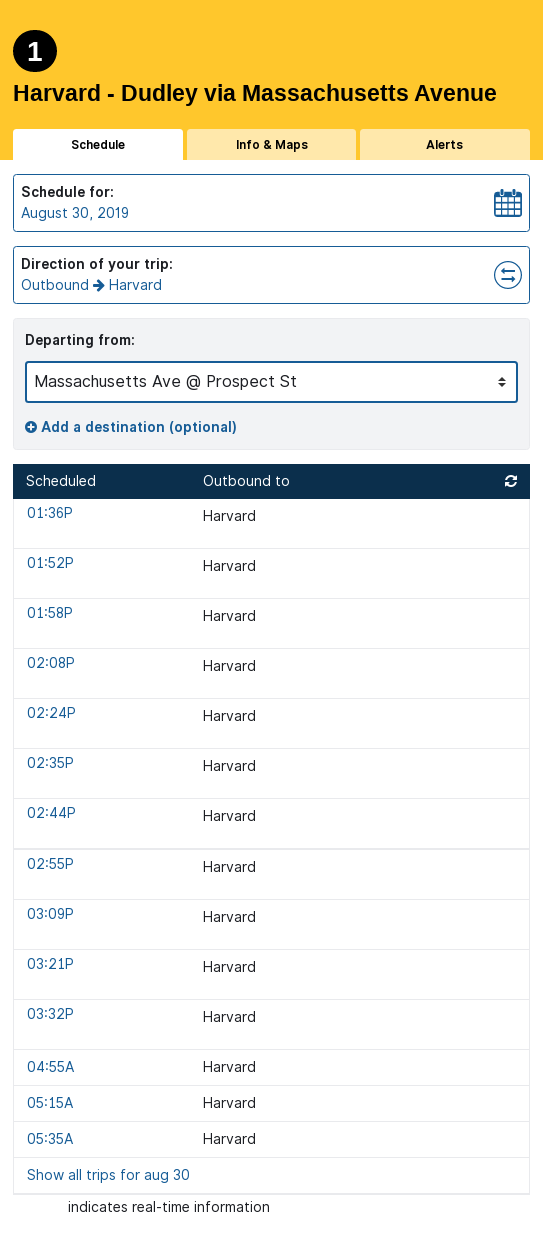 1
Harvard - Dudley via Massachusetts Avenue
Schedule Info & Maps Alerts
Schedule for:
August 30, 2019
Direction of your trip:
Outbound Harvard
Departing from:
Massachusetts Ave @ Prospect St
Add a destination (optional)
Scheduled Outbound to
01:36P Harvard
01:52P Harvard
01:58P Harvard
02:08P Harvard
02:24P Harvard
02:35P Harvard
02:44P Harvard
02:55P Harvard
03:09P Harvard
03:21P Harvard
03:32P Harvard
04:55A Harvard
05:15A Harvard
05:35A Harvard
Show all trips for aug 30
indicates real-time information